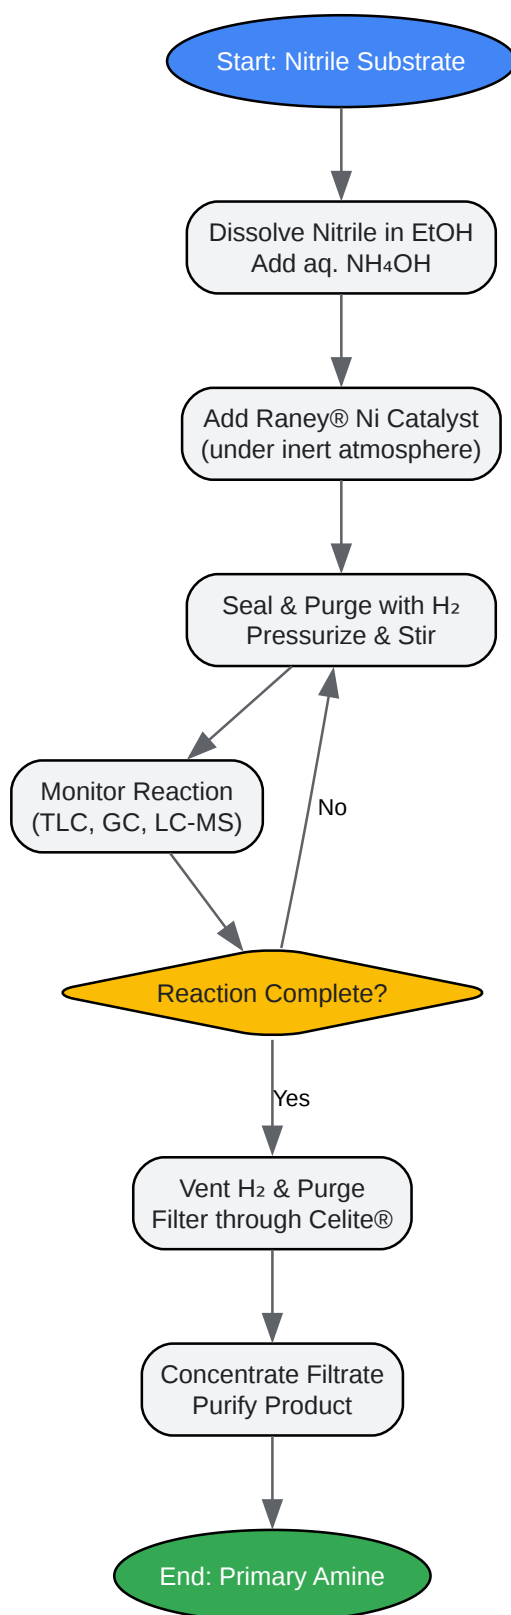 Start: Nitrile Substrate
Dissolve Nitrile in EtOH
Add aq. NH₄OH
Add Raney® Ni Catalyst
(under inert atmosphere)
Seal & Purge with H₂
Pressurize & Stir
Monitor Reaction
(TLC, GC, LC-MS)
No
Reaction Complete?
Yes
Vent H₂ & Purge
Filter through Celite®
Concentrate Filtrate
Purify Product
End: Primary Amine